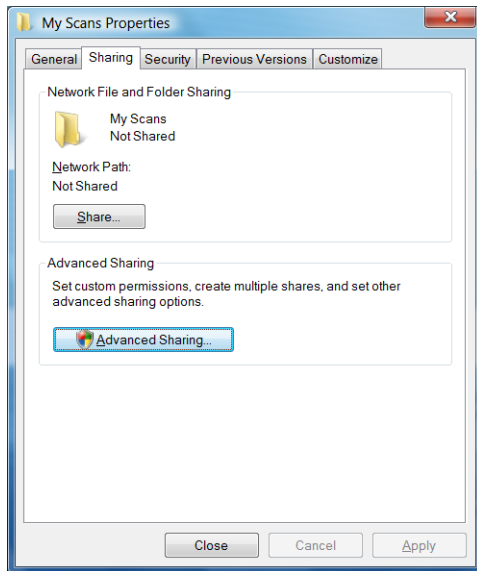 My Scans Properties
General Sharing Security Previous Versions Customize
Network File and Folder Sharing
My Scans
Not Shared
Network Path:
Not Shared
Share...
Advanced Sharing
Set custom permissions, create multiple shares, and set other
advanced sharing options.
Advanced Sharing...
Close Cancel Apply